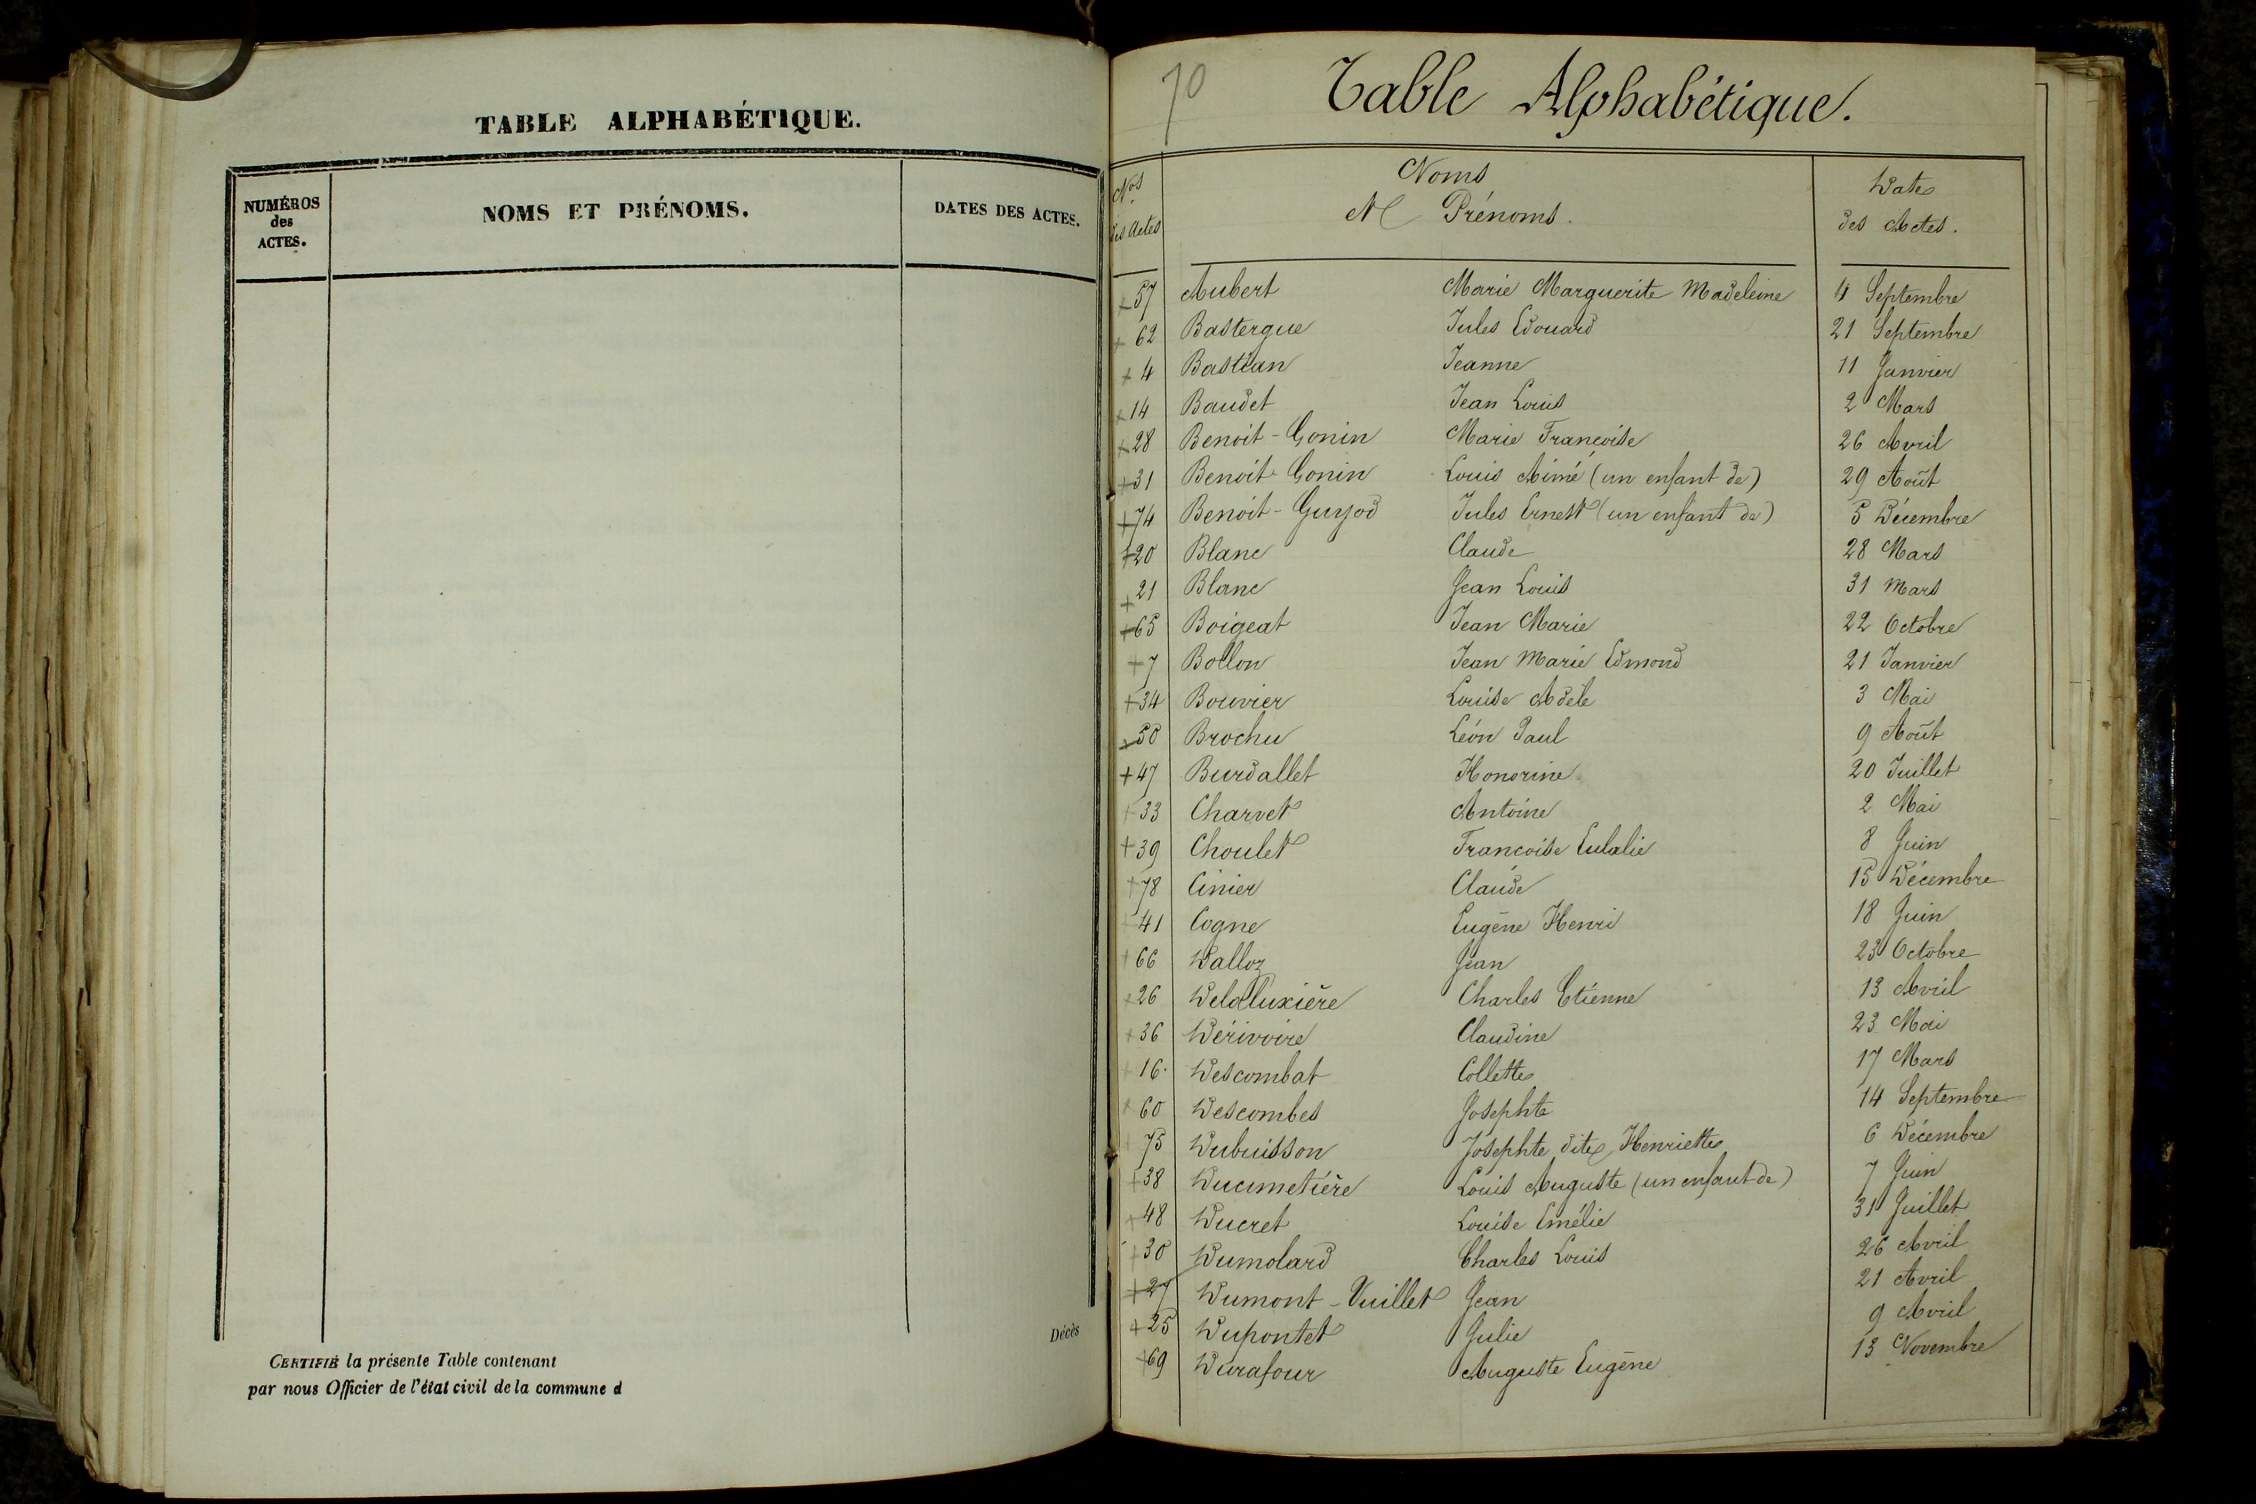 TABLE ALPHABÉTIQUE.
NUMÉROS des ACTES. NOMS ET PRÉNOMS. DATES DES ACTES.
Décès
CERTIFIÉ la présente Table contenant
par nous Officier de l'état civil de la commune d
70
Table Alphabétique.
Nos des Actes Noms Et Prénoms. Dates des Actes.
+ 57 Aubert Marie Marguerite Madeleine 4 Septembre
+ 62 Bastergue Jules Edouard 21 Septembre
+ 4 Bastian Jeanne 11 Janvier
+ 14 Baudet Jean Louis 2 Mars
+ 28 Benoit-Gonin Marie Françoise 26 Avril
+ 31 Benoit-Gonin Louis Aimé (un enfant de) 29 Août
+ 74 Benoit-Guyod Jules Ernest (un enfant de) 5 Décembre
+ 20 Blanc Claude 28 Mars
+ 21 Blanc Jean Louis 31 Mars
+ 65 Boigeat Jean Marie 22 Octobre
+ 7 Bollon Jean Marie Edmond 21 Janvier
+ 34 Bouvier Louise Adèle 3 Mai
+ 50 Brochu Léon Paul 9 Août
+ 47 Burdallet Honorine 20 Juillet
+ 33 Charvet Antoine 2 Mai
+ 39 Choulet Françoise Eulalie 8 Juin
+ 78 Cinier Claude 15 Décembre
+ 41 Cogne Eugène Henri 18 Juin
+ 66 Dalloz Jean 23 Octobre
+ 26 Delaluxière Charles Etienne 13 Avril
+ 36 Dérivoire Claudine 23 Mai
+ 16. Descombat Collette 17 Mars
+ 60 Descombes Josephte 14 Septembre
+ 75 Dubuisson Josephte dite Henriette 6 Décembre
+ 38 Ducimetière Louis Auguste (un enfant de) 7 Juin
+ 48 Ducret Louise Emélie 31 Juillet
+ 30 Dumolard Charles Louis 26 Avril
+ 27 Dumont-Vuillet Jean 21 Avril
+ 25 Dupontet Julie 9 Avril
+ 69 Durafour Auguste Eugène 13 Novembre